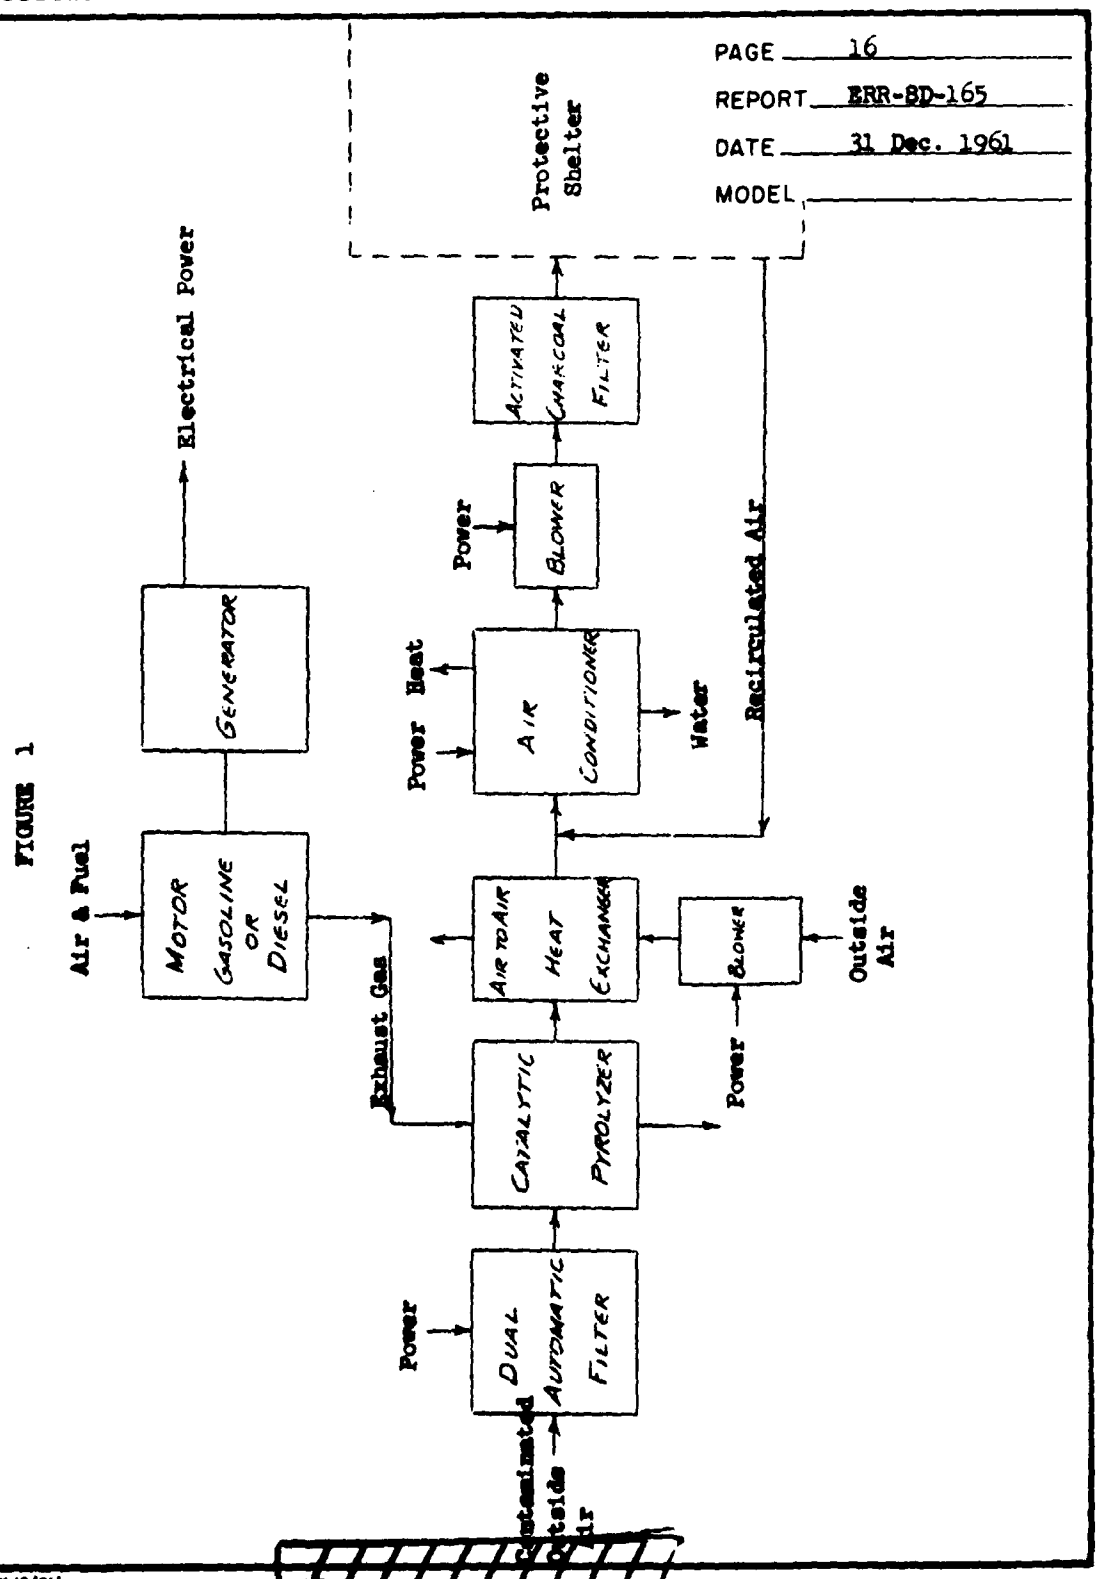 PAGE 16
REPORT ERR-SD-165
DATE 31 Dec. 1961
MODEL
FIGURE 1
Air & Fuel
MOTOR
GASOLINE
OR
DIESEL
GENERATOR
Electrical Power
Exhaust Gas
Contaminated
Outside
Air
Power
DUAL
AUTOMATIC
FILTER
CATALYTIC
PYROLYZER
AIR TO AIR
HEAT
EXCHANGER
Power
BLOWER
Outside
Air
Power
Heat
AIR
CONDITIONER
Water
Power
BLOWER
ACTIVATED
CHARCOAL
FILTER
Recirculated Air
Protective
Shelter